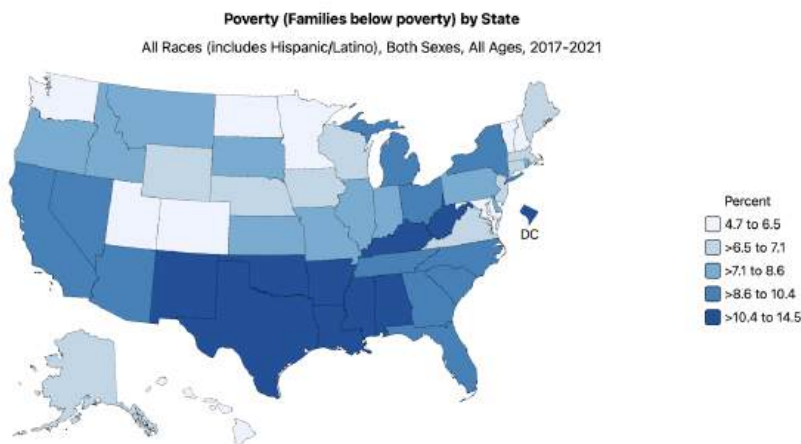 Poverty (Families below poverty) by State
All Races (includes Hispanic/Latino), Both Sexes, All Ages, 2017-2021
DC
Percent
4.7 to 6.5
>6.5 to 7.1
>7.1 to 8.6
>8.6 to 10.4
>10.4 to 14.5